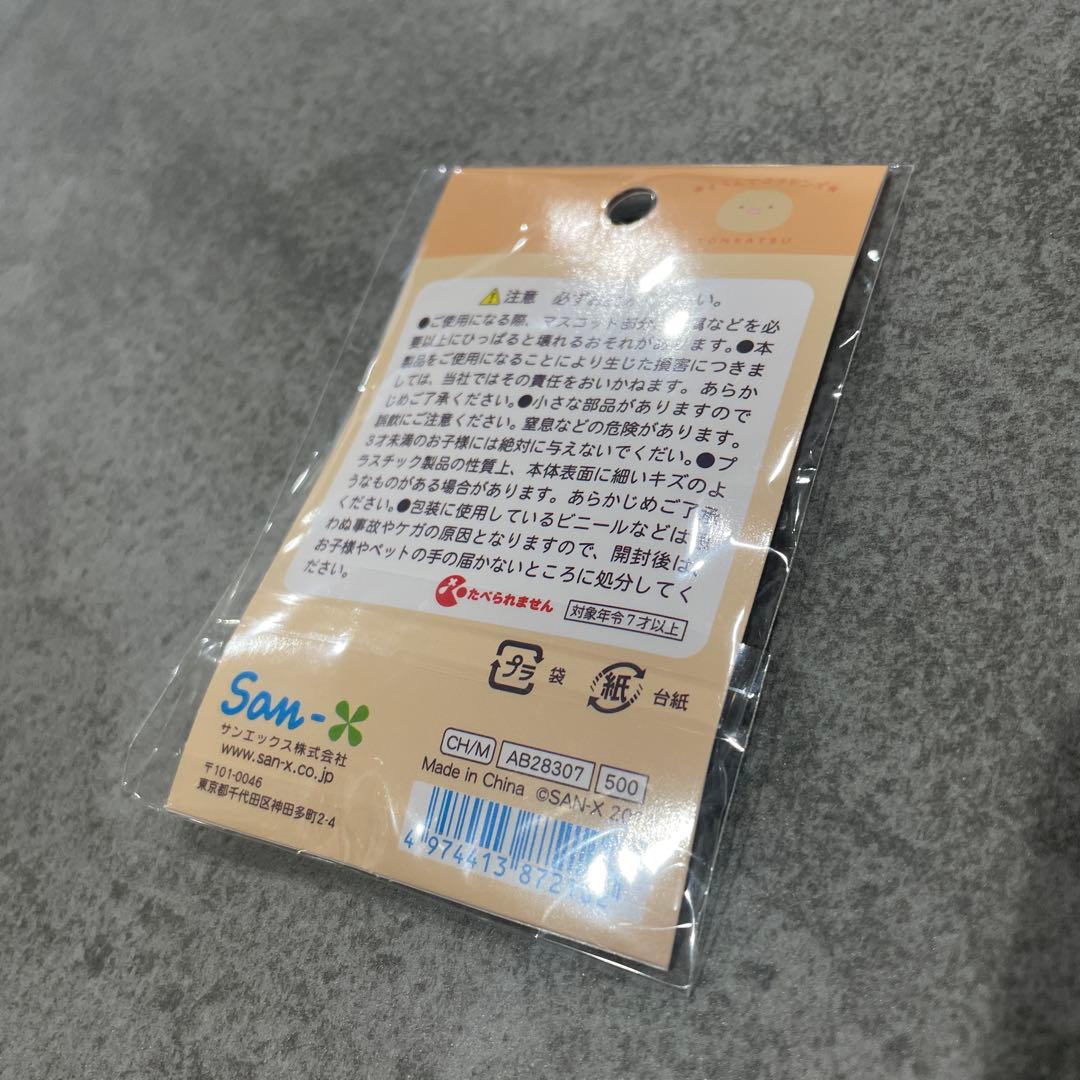 TONKATSU
注意 必ず
●ご使用になる際、マスコット部分、属などを必
要以上にひっぱると壊れるおそれがあります。●本
製品をご使用になることにより生じた損害につきま
しては、当社ではその責任をおいかねます。あらか
じめご了承ください。●小さな部品がありますので
誤飲にご注意ください。窒息などの危険があります。
3才未満のお子様には絶対に与えないでくだい。●プ
ラスチック製品の性質上、本体表面に細いキズのよ
うなものがある場合があります。あらかじめご了承
ください。●包装に使用しているビニールなどは
わぬ事故やケガの原因となりますので、開封後は、
お子様やペットの手の届かないところに処分してく
ださい。
たべられません
対象年令7才以上
プラ 袋
紙 台紙
San-X
サンエックス株式会社
www.san-x.co.jp
〒101-0046
東京都千代田区神田多町2-4
CH/M AB28307 500
Made in China ©SAN-X
4 974413